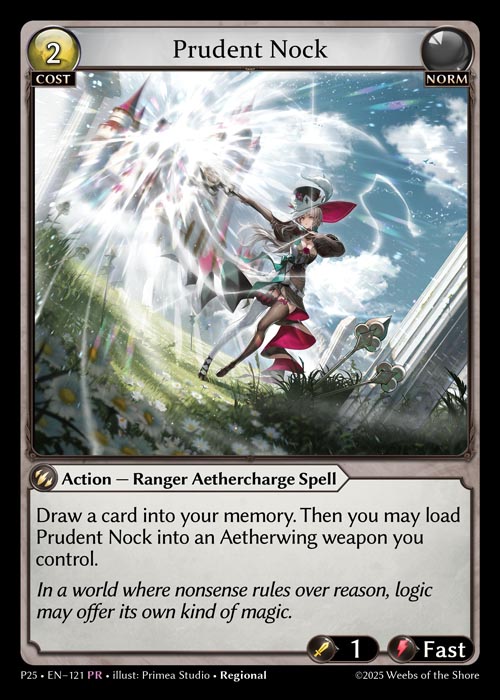 2
Prudent Nock
COST
NORM
Action — Ranger Aethercharge Spell
Draw a card into your memory. Then you may load
Prudent Nock into an Aetherwing weapon you
control.
In a world where nonsense rules over reason, logic
may offer its own kind of magic.
1
Fast
P25 • EN–121 PR • illust: Primea Studio • Regional
©2025 Weebs of the Shore